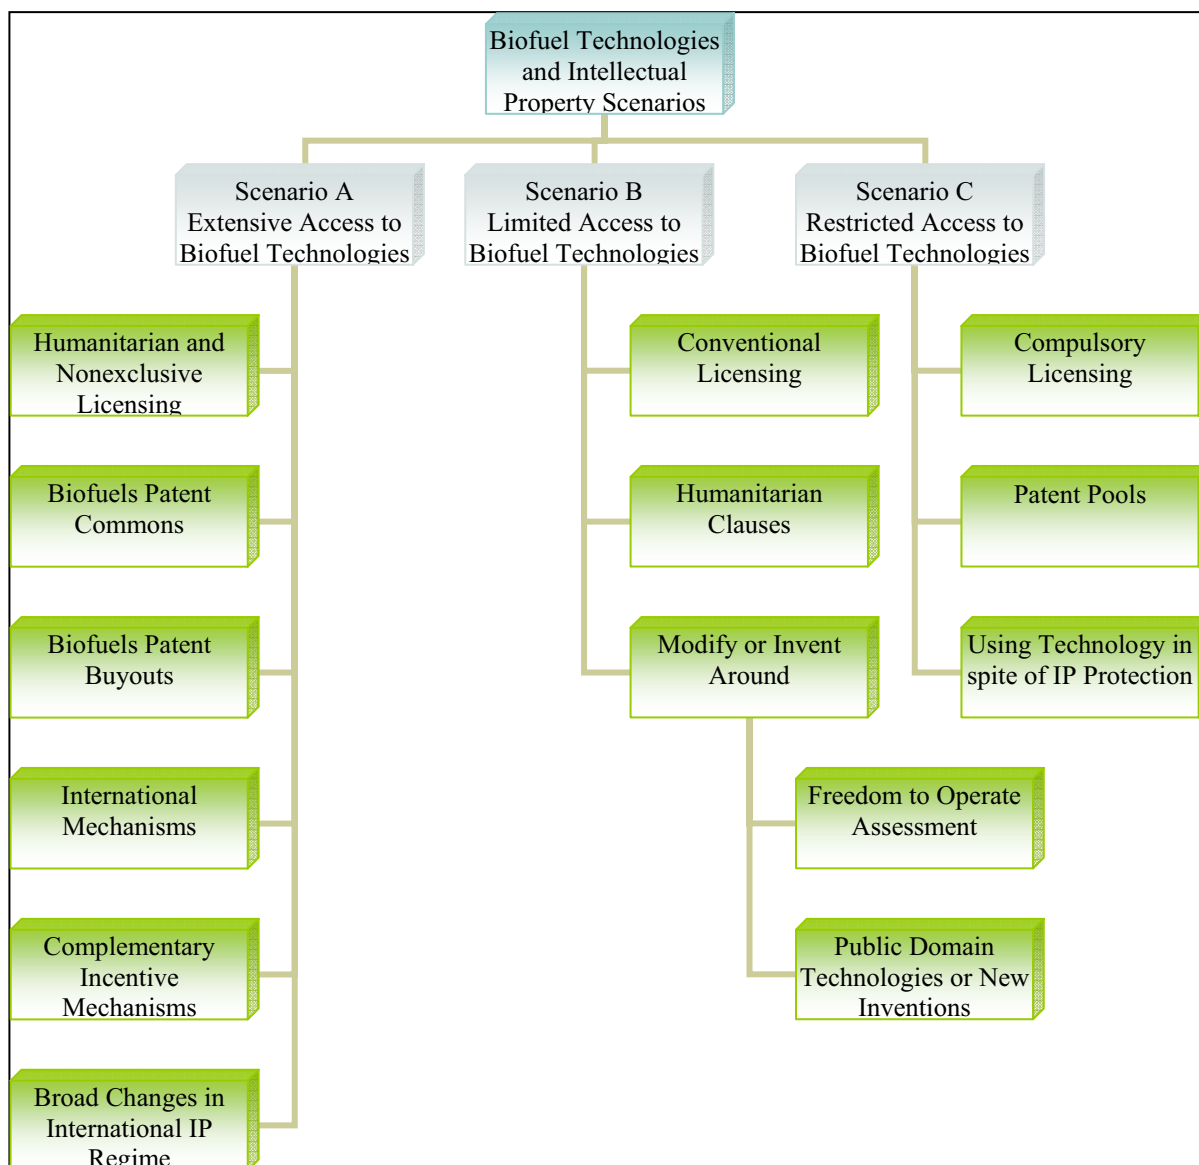 Biofuel Technologies
and Intellectual
Property Scenarios
Scenario A
Extensive Access to
Biofuel Technologies
Scenario B
Limited Access to
Biofuel Technologies
Scenario C
Restricted Access to
Biofuel Technologies
Humanitarian and
Nonexclusive
Licensing
Conventional
Licensing
Compulsory
Licensing
Biofuels Patent
Commons
Humanitarian
Clauses
Patent Pools
Biofuels Patent
Buyouts
Modify or Invent
Around
Using Technology in
spite of IP Protection
International
Mechanisms
Freedom to Operate
Assessment
Complementary
Incentive
Mechanisms
Public Domain
Technologies or New
Inventions
Broad Changes in
International IP
Regime